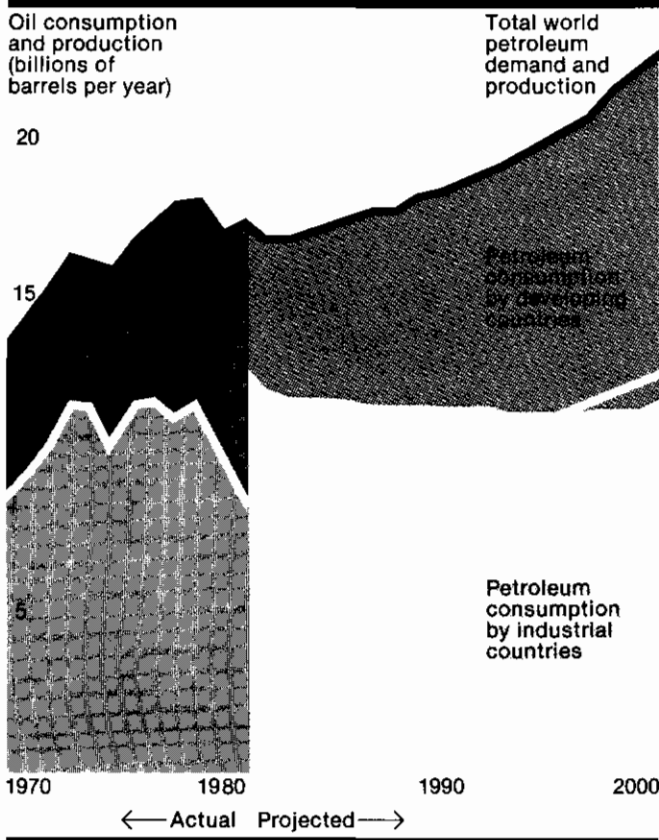 Oil consumption
and production
(billions of
barrels per year)
Total world
petroleum
demand and
production
20
15
Petroleum
consumption
by developing
countries
5
Petroleum
consumption
by industrial
countries
1970 1980 1990 2000
← Actual Projected →